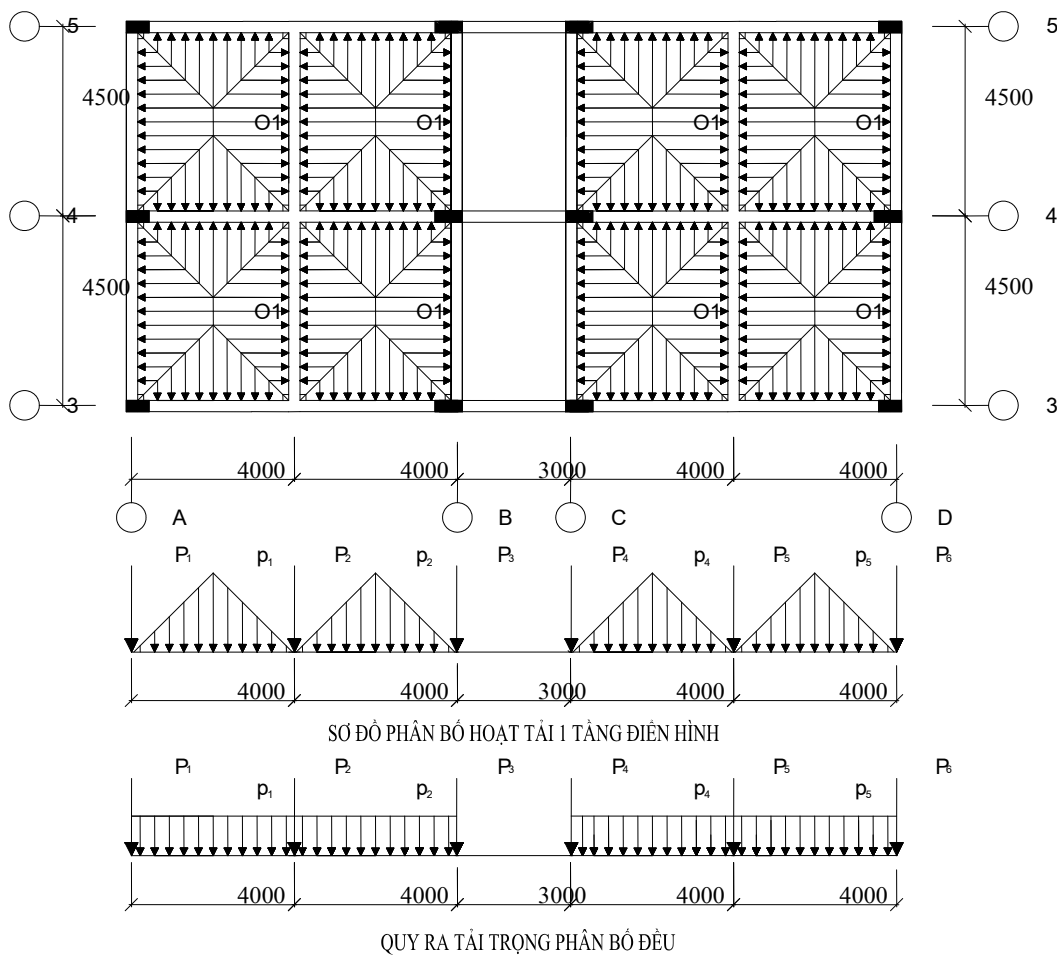 5 5
4500 4500
O1 O1 O1 O1
4 4
4500 4500
O1 O1 O1 O1
3 3
4000 4000 3000 4000 4000
A B C D
P₁ p₁ P₂ p₂ P₃ P₄ p₄ P₅ p₅ P₆
4000 4000 3000 4000 4000
SƠ ĐỒ PHÂN BỐ HOẠT TẢI 1 TẦNG ĐIỂN HÌNH
P₁ P₂ P₃ P₄ P₅ P₆
p₁ p₂ p₄ p₅
4000 4000 3000 4000 4000
QUY RA TẢI TRỌNG PHÂN BỐ ĐỀU